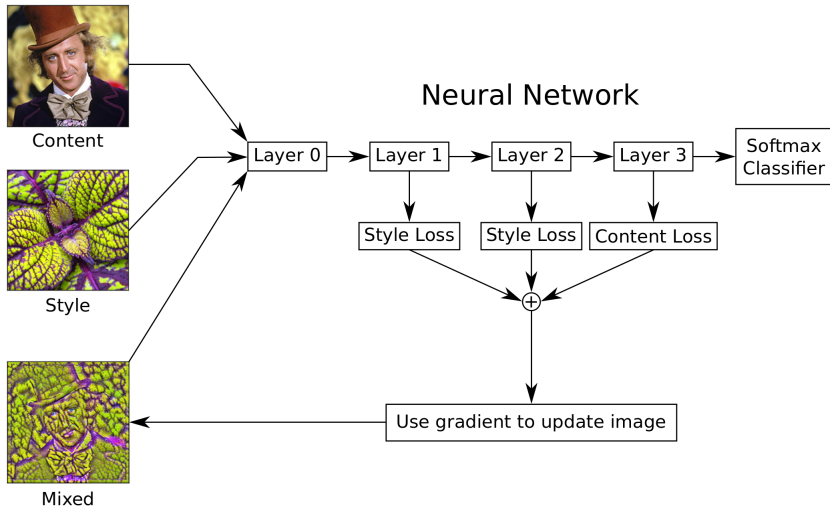 Neural Network
Content
Style
Mixed
Layer 0
Layer 1
Layer 2
Layer 3
Softmax
Classifier
Style Loss
Style Loss
Content Loss
+
Use gradient to update image